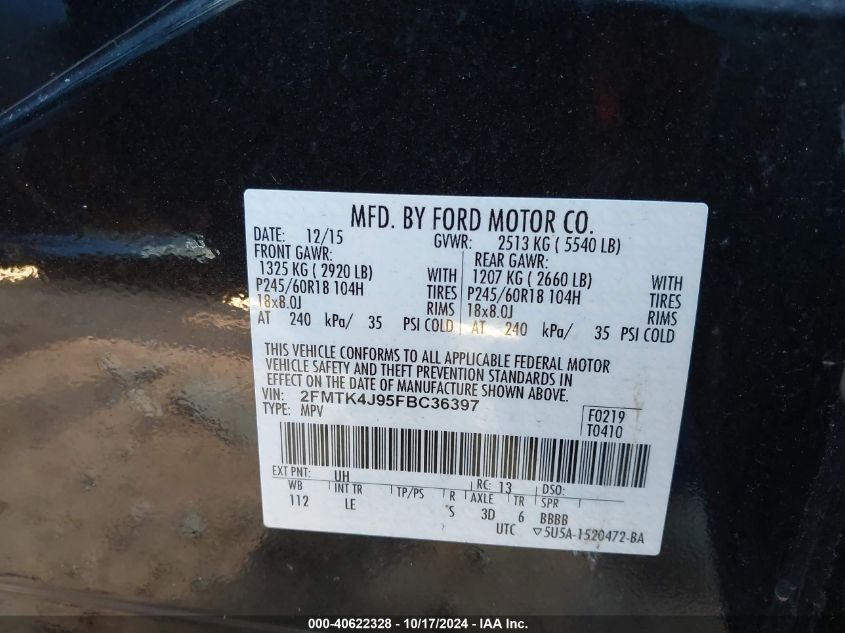 MFD. BY FORD MOTOR CO.
DATE: 12/15 GVWR: 2513 KG ( 5540 LB)
FRONT GAWR: REAR GAWR:
1325 KG ( 2920 LB) WITH 1207 KG ( 2660 LB) WITH
P245/60R18 104H TIRES P245/60R18 104H TIRES
18x8.0J RIMS 18x8.0J RIMS
AT 240 kPa/ 35 PSI COLD AT 240 kPa/ 35 PSI COLD
THIS VEHICLE CONFORMS TO ALL APPLICABLE FEDERAL MOTOR
VEHICLE SAFETY AND THEFT PREVENTION STANDARDS IN
EFFECT ON THE DATE OF MANUFACTURE SHOWN ABOVE.
VIN: 2FMTK4J95FBC36397
TYPE: MPV
F0219
T0410
EXT PNT: UH RC: 13 DSO:
WB INT TR TP/PS R AXLE TR SPR
112 LE S 3D 6 BBBB
UTC ▽5U5A-1520472-BA
000-40622328 - 10/17/2024 - IAA Inc.